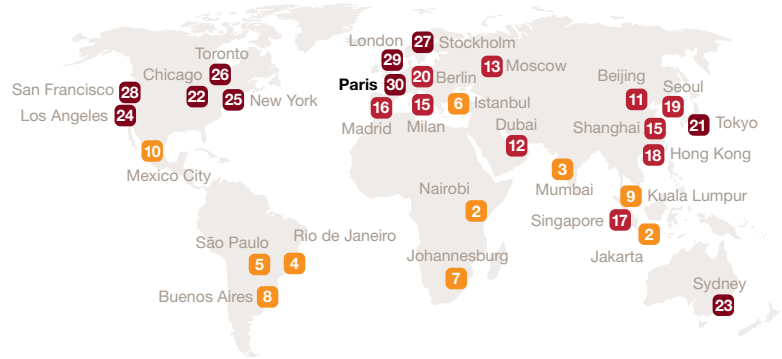 London
27
Stockholm
Toronto
29
13
Moscow
Chicago
26
Paris
30
20
Berlin
Beijing
San Francisco
28
22
25
New York
16
15
6
Istanbul
11
Seoul
19
Los Angeles
24
Madrid
Milan
Dubai
Shanghai
15
21
Tokyo
10
12
18
Hong Kong
Mexico City
3
Mumbai
Nairobi
9
Kuala Lumpur
2
Singapore
17
São Paulo
Rio de Janeiro
2
Jakarta
5
4
Johannesburg
7
Buenos Aires
8
Sydney
23